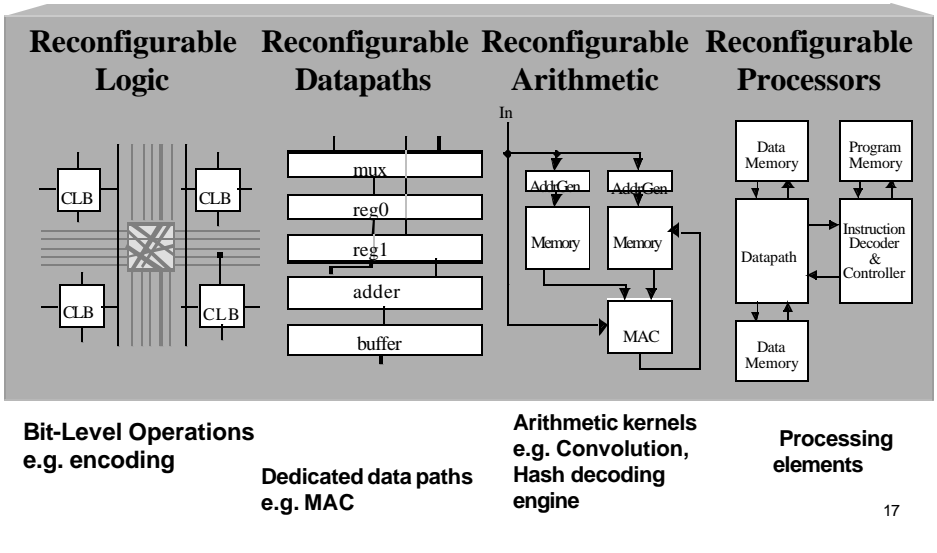 Reconfigurable
Logic
Reconfigurable
Datapaths
Reconfigurable
Arithmetic
Reconfigurable
Processors
CLB
CLB
CLB
CLB
mux
reg0
reg1
adder
buffer
In
AddrGen
AddrGen
Memory
Memory
MAC
Data
Memory
Program
Memory
Datapath
Instruction
Decoder
&
Controller
Data
Memory
Bit-Level Operations
e.g. encoding
Dedicated data paths
e.g. MAC
Arithmetic kernels
e.g. Convolution,
Hash decoding
engine
Processing
elements
17